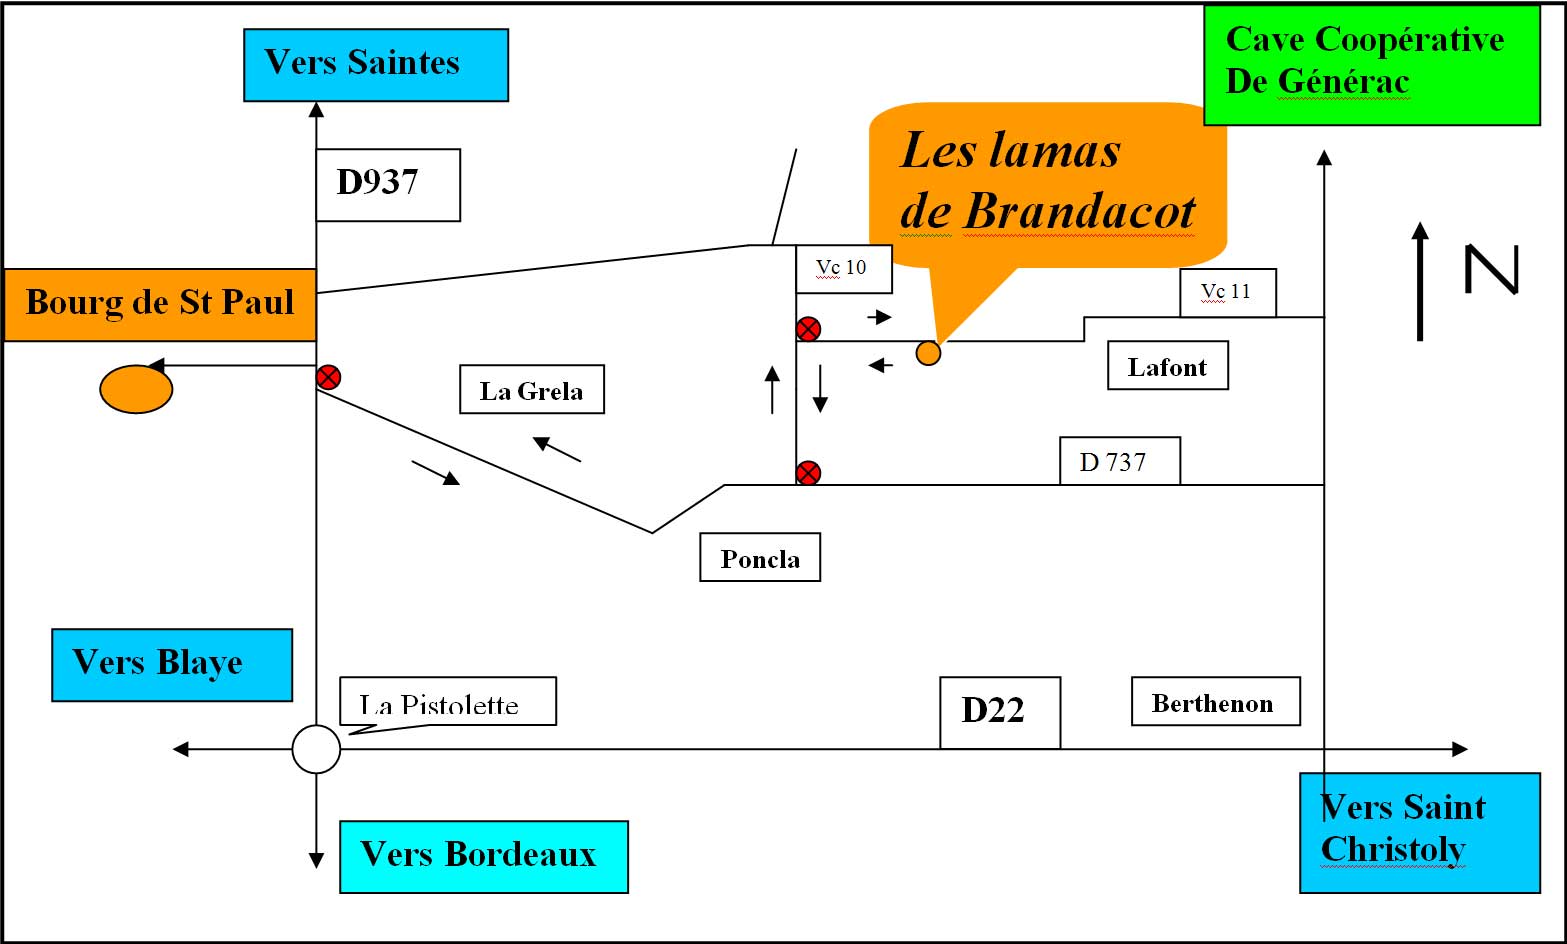 Vers Saintes
Cave Coopérative
De Générac
D937
Les lamas
de Brandacot
Vc 10
Vc 11
N
Bourg de St Paul
La Grela
Lafont
D 737
Poncla
Vers Blaye
La Pistolette
D22
Berthenon
Vers Bordeaux
Vers Saint
Christoly